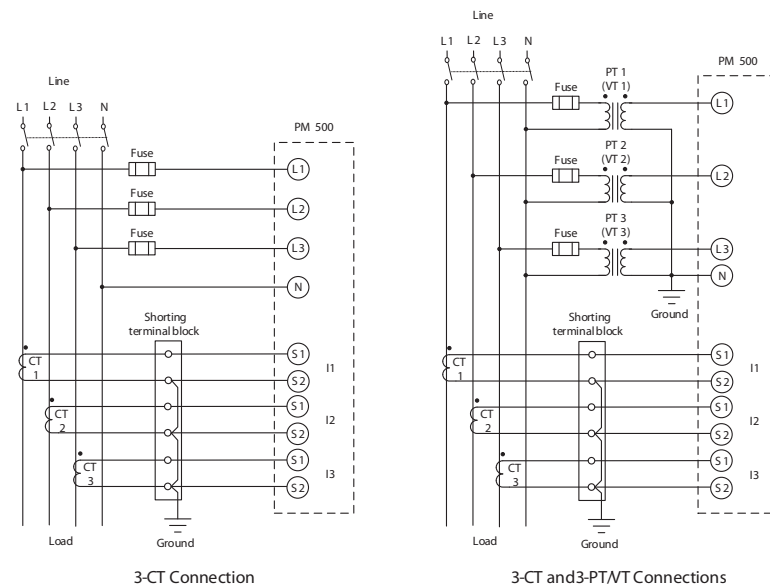 Line
L1 L2 L3 N
PM 500
Fuse
L1
Fuse
L2
Fuse
L3
N
Shorting
terminal block
S1
CT
1
I1
S2
S1
CT
2
I2
S2
S1
CT
3
I3
S2
Load
Ground
3-CT Connection
Line
L1 L2 L3 N
PM 500
PT 1
(VT 1)
Fuse
L1
PT 2
(VT 2)
Fuse
L2
PT 3
(VT 3)
Fuse
L3
N
Ground
Shorting
terminal block
S1
CT
1
I1
S2
S1
CT
2
I2
S2
S1
CT
3
I3
S2
Load
Ground
3-CT and3-PT/VT Connections